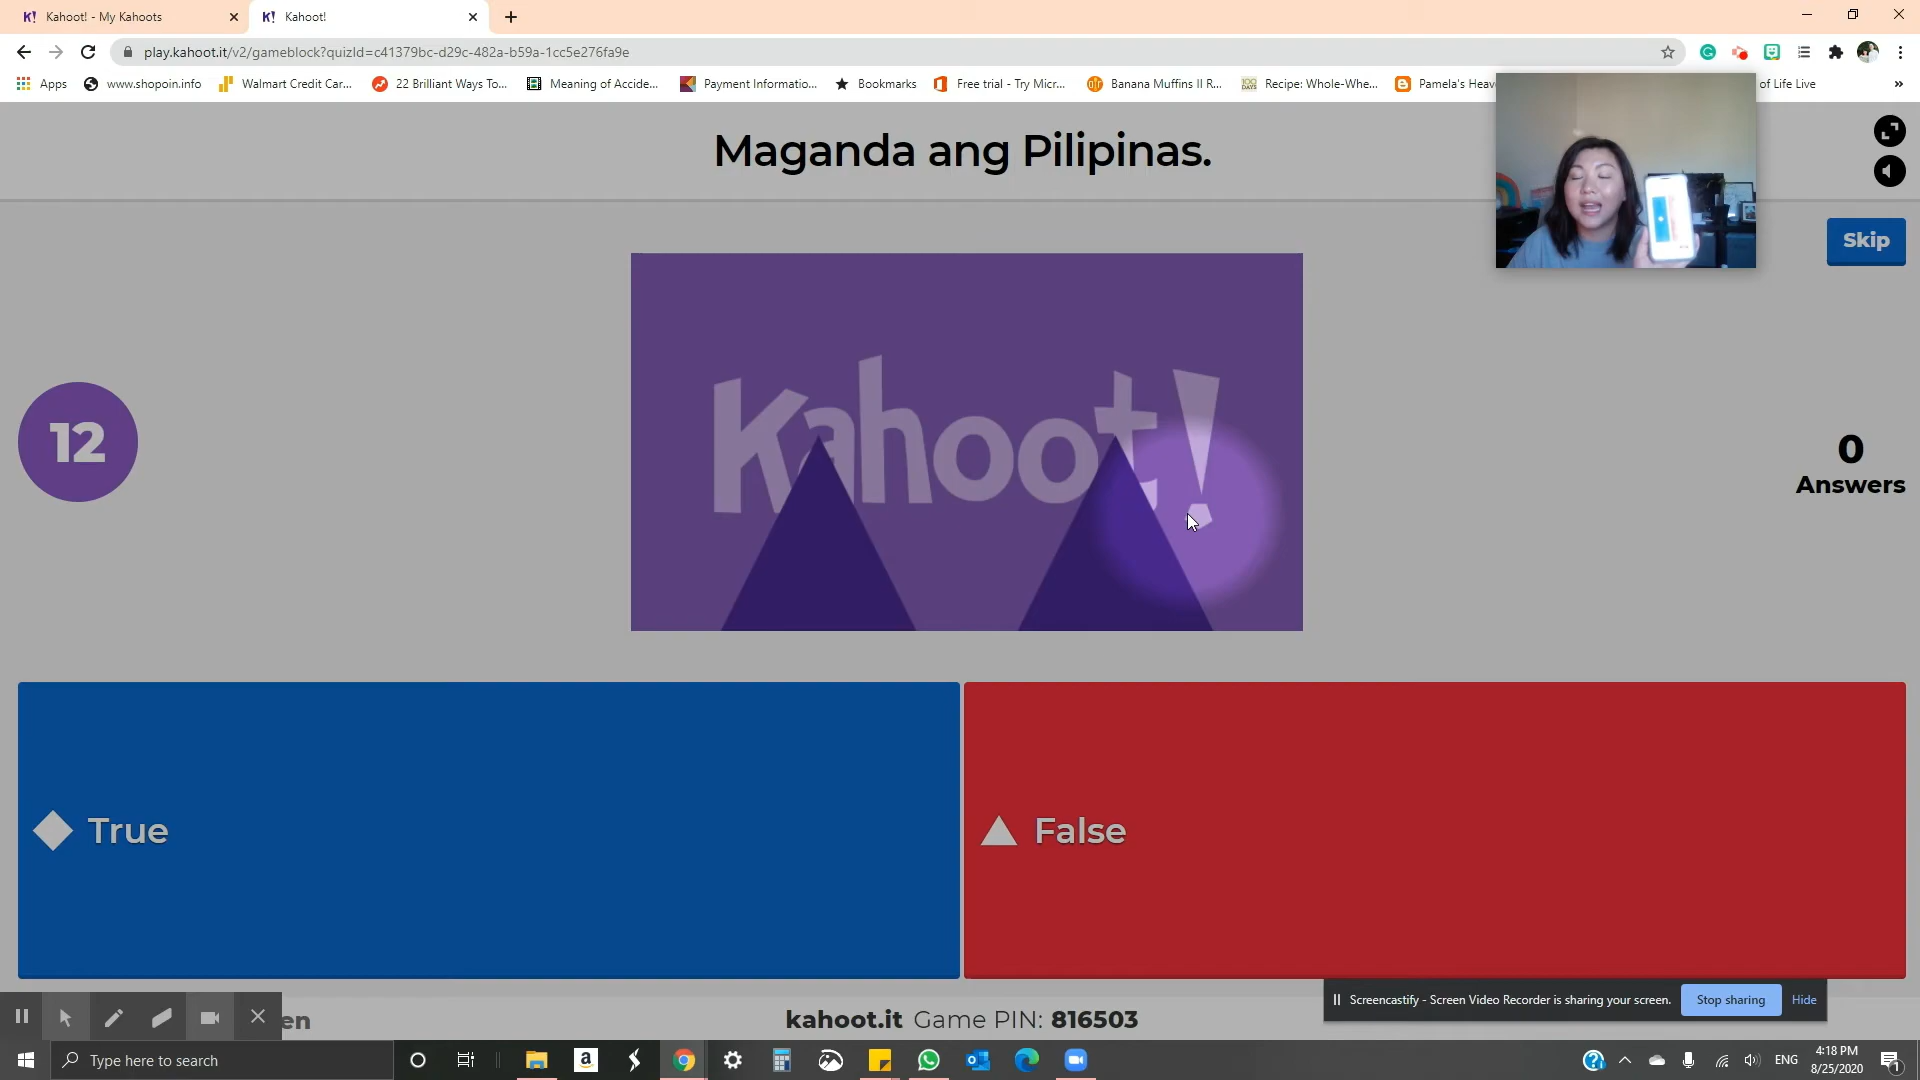 Kahoot! - My Kahoots
Kahoot!
play.kahoot.it/v2/gameblock?quizId=c41379bc-d29c-482a-b59a-1cc5e276fa9e
Apps
www.shopoin.info
Walmart Credit Car...
22 Brilliant Ways To...
Meaning of Accide...
Payment Informatio...
Bookmarks
Free trial - Try Micr...
Banana Muffins II R...
Recipe: Whole-Whe...
Pamela's Heav
of Life Live
Maganda ang Pilipinas.
Skip
Kahoot!
12
0
Answers
True
False
en
kahoot.it Game PIN: 816503
Screencastify - Screen Video Recorder is sharing your screen.
Stop sharing
Hide
Type here to search
ENG
4:18 PM
8/25/2020
1